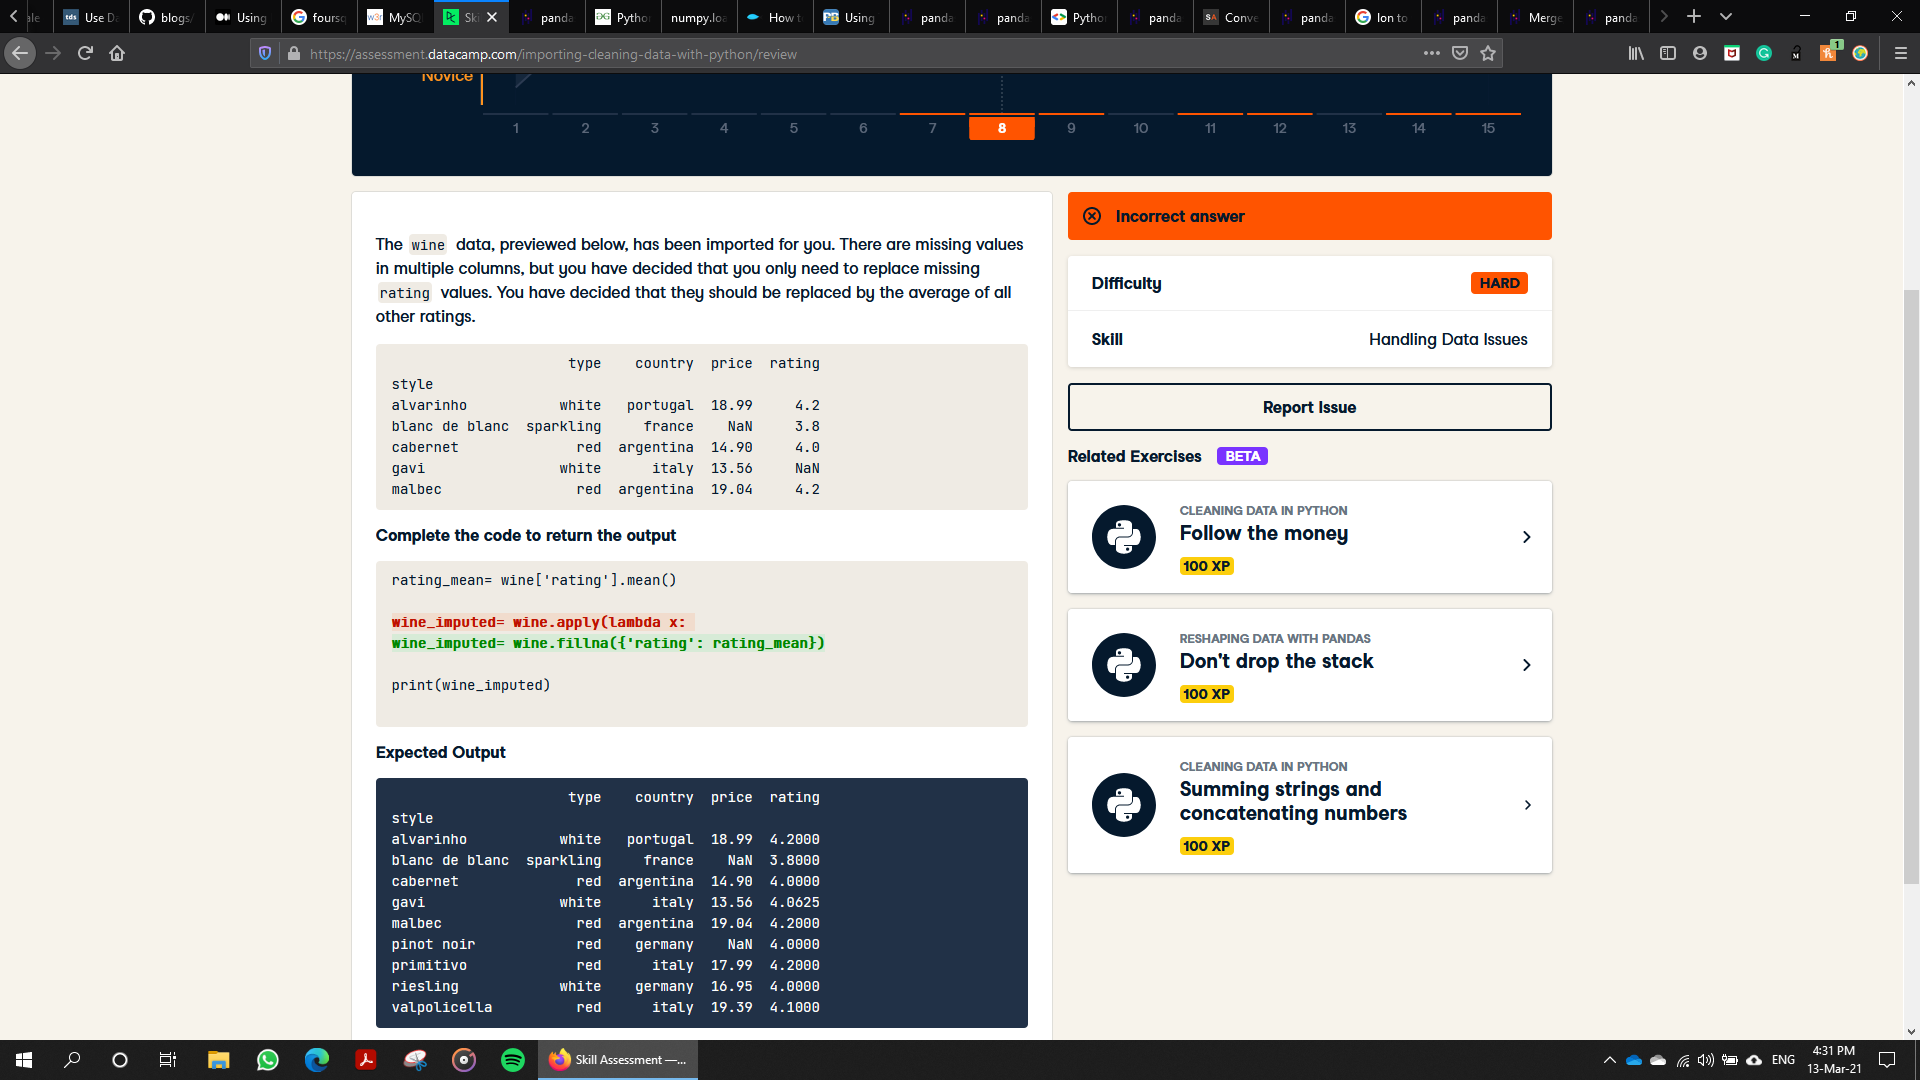 ale
tds Use Da
blogs/
Using
foursq
w3r MySQL
Ski
panda
GG Pytho
numpy.loa
How t
PB Using
panda
panda
Pytho
panda
SA Conve
panda
lon to
panda
Merge
panda
https://assessment.datacamp.com/importing-cleaning-data-with-python/review
1
Novice
1 2 3 4 5 6 7 8 9 10 11 12 13 14 15
The wine data, previewed below, has been imported for you. There are missing values
in multiple columns, but you have decided that you only need to replace missing
rating values. You have decided that they should be replaced by the average of all
other ratings.
type country price rating
style
alvarinho white portugal 18.99 4.2
blanc de blanc sparkling france NaN 3.8
cabernet red argentina 14.90 4.0
gavi white italy 13.56 NaN
malbec red argentina 19.04 4.2
Complete the code to return the output
rating_mean= wine['rating'].mean()
wine_imputed= wine.apply(lambda x:
wine_imputed= wine.fillna({'rating': rating_mean})
print(wine_imputed)
Expected Output
type country price rating
style
alvarinho white portugal 18.99 4.2000
blanc de blanc sparkling france NaN 3.8000
cabernet red argentina 14.90 4.0000
gavi white italy 13.56 4.0625
malbec red argentina 19.04 4.2000
pinot noir red germany NaN 4.0000
primitivo red italy 17.99 4.2000
riesling white germany 16.95 4.0000
valpolicella red italy 19.39 4.1000
Incorrect answer
Difficulty HARD
Skill Handling Data Issues
Report Issue
Related Exercises BETA
CLEANING DATA IN PYTHON
Follow the money
100 XP
RESHAPING DATA WITH PANDAS
Don't drop the stack
100 XP
CLEANING DATA IN PYTHON
Summing strings and
concatenating numbers
100 XP
Skill Assessment —...
ENG
4:31 PM
13-Mar-21